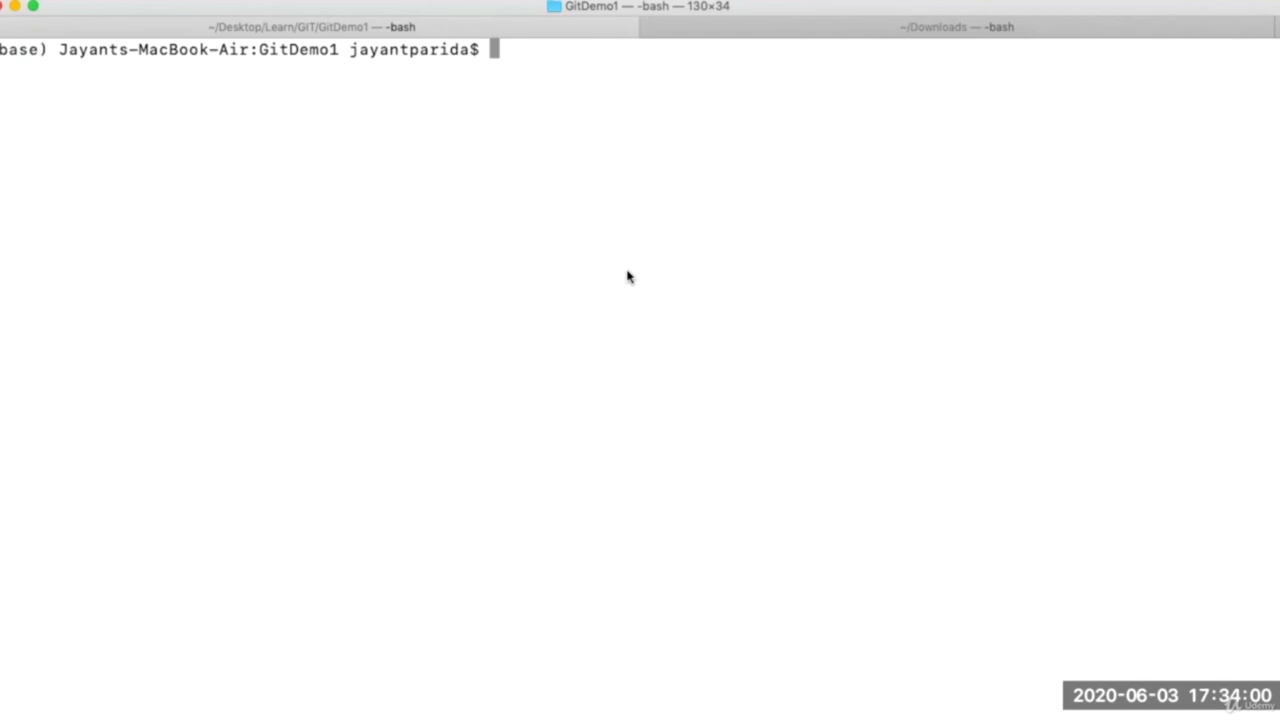 GitDemo1 — -bash — 130×34
~/Desktop/Learn/GIT/GitDemo1 — -bash
~/Downloads — -bash
base) Jayants-MacBook-Air:GitDemo1 jayantparida$
2020-06-03 17:34:00
Udemy